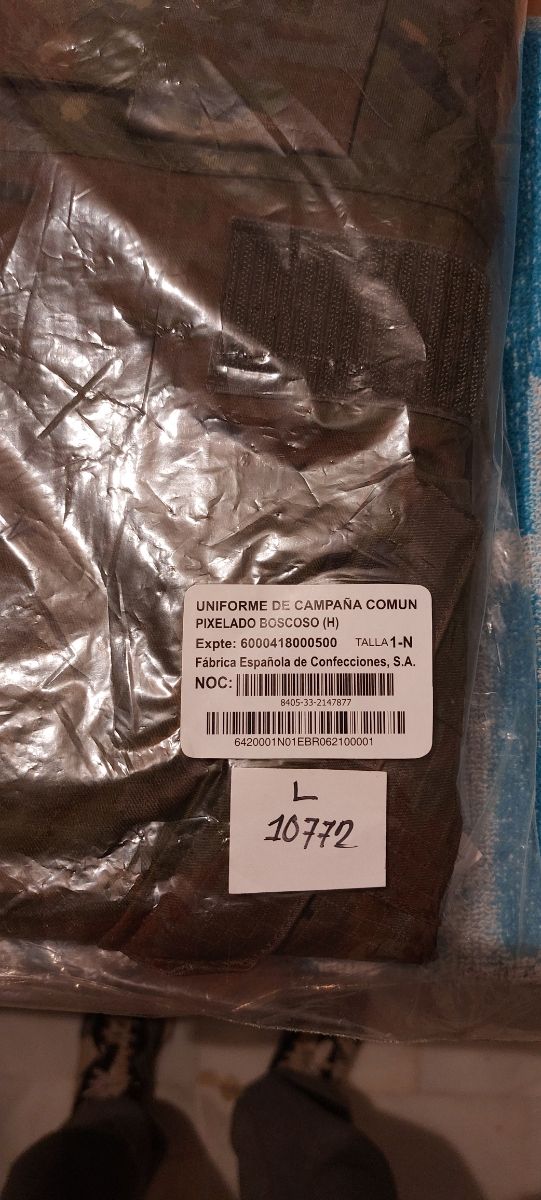 UNIFORME DE CAMPAÑA COMUN
PIXELADO BOSCOSO (H)
Expte: 6000418000500 TALLA 1-N
Fábrica Española de Confecciones, S.A.
NOC:
8405-33-2147877
6420001N01EBR062100001
L
10772